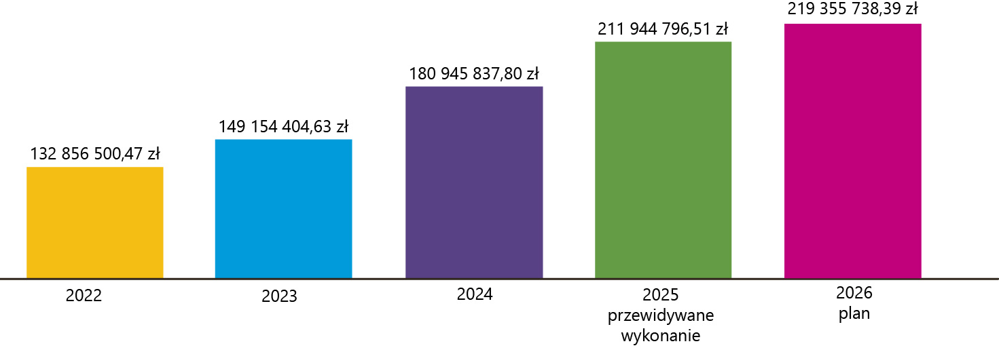 219 355 738,39 zł
211 944 796,51 zł
180 945 837,80 zł
149 154 404,63 zł
132 856 500,47 zł
2022
2023
2024
2025
przewidywane
wykonanie
2026
plan